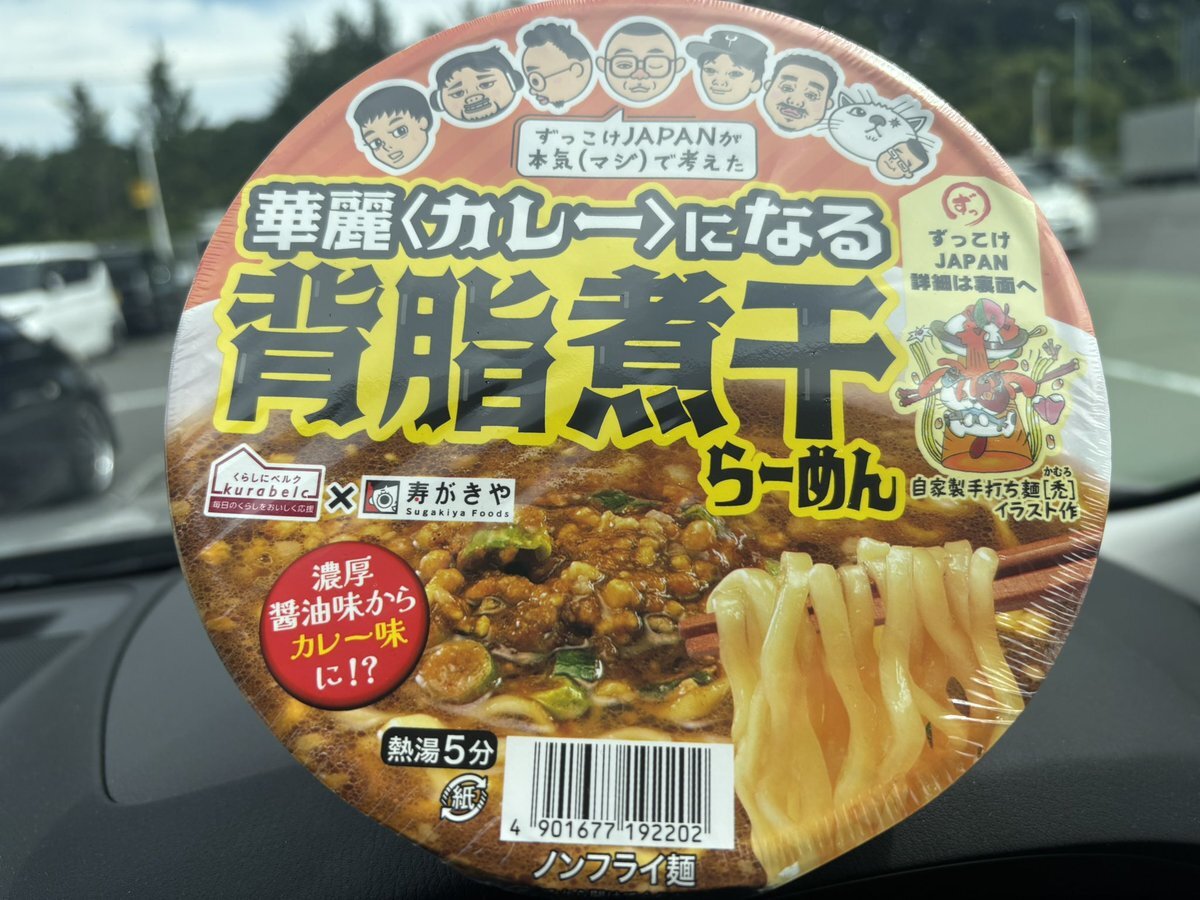 ずっこけJAPANが
本気(マジ)で考えた
華麗〈カレー〉になる
背脂煮干
らーめん
ずっ
ずっこけ
JAPAN
詳細は裏面へ
かむろ
自家製手打ち麺[禿]
イラスト作
くらしにベルク
kurabelc
毎日のくらしをおいしく応援
×
寿がきや
Sugakiya Foods
濃厚
醤油味から
カレー味
に!?
熱湯5分
紙
4 901677 192202
ノンフライ麺